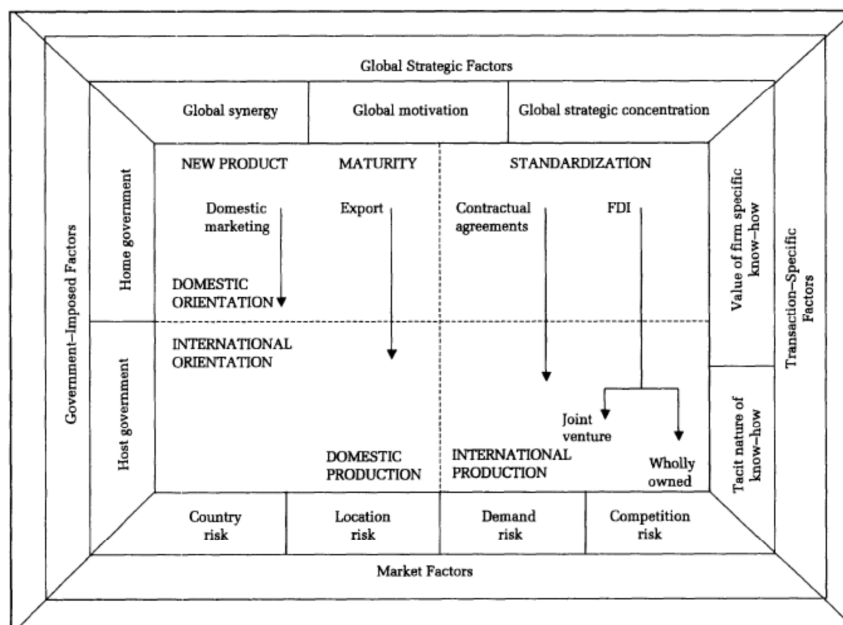 Global Strategic Factors
Global synergy
Global motivation
Global strategic concentration
Government–Imposed Factors
Home government
Host government
NEW PRODUCT
MATURITY
STANDARDIZATION
Domestic
marketing
Export
Contractual
agreements
FDI
DOMESTIC
ORIENTATION
INTERNATIONAL
ORIENTATION
Joint
venture
DOMESTIC
PRODUCTION
INTERNATIONAL
PRODUCTION
Wholly
owned
Value of firm specific
know–how
Tacit nature of
know–how
Transaction–Specific
Factors
Country
risk
Location
risk
Demand
risk
Competition
risk
Market Factors